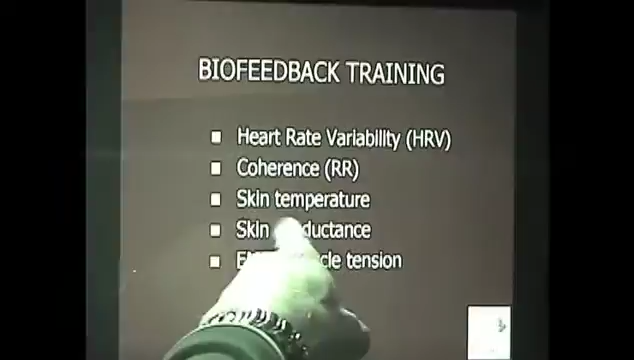 BIOFEEDBACK TRAINING
Heart Rate Variability (HRV)
Coherence (RR)
Skin temperature
Skin
tension